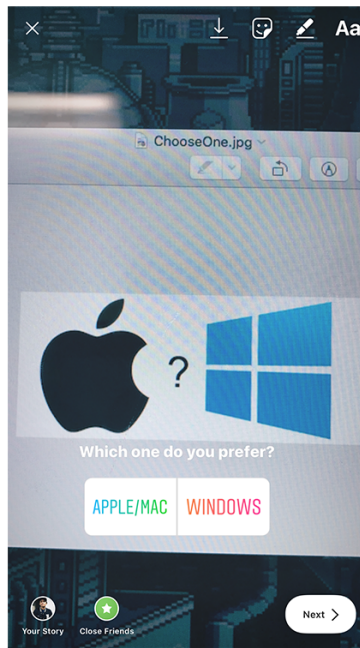 Aa
ChooseOne.jpg
?
Which one do you prefer?
APPLE/MAC
WINDOWS
Your Story
Close Friends
Next